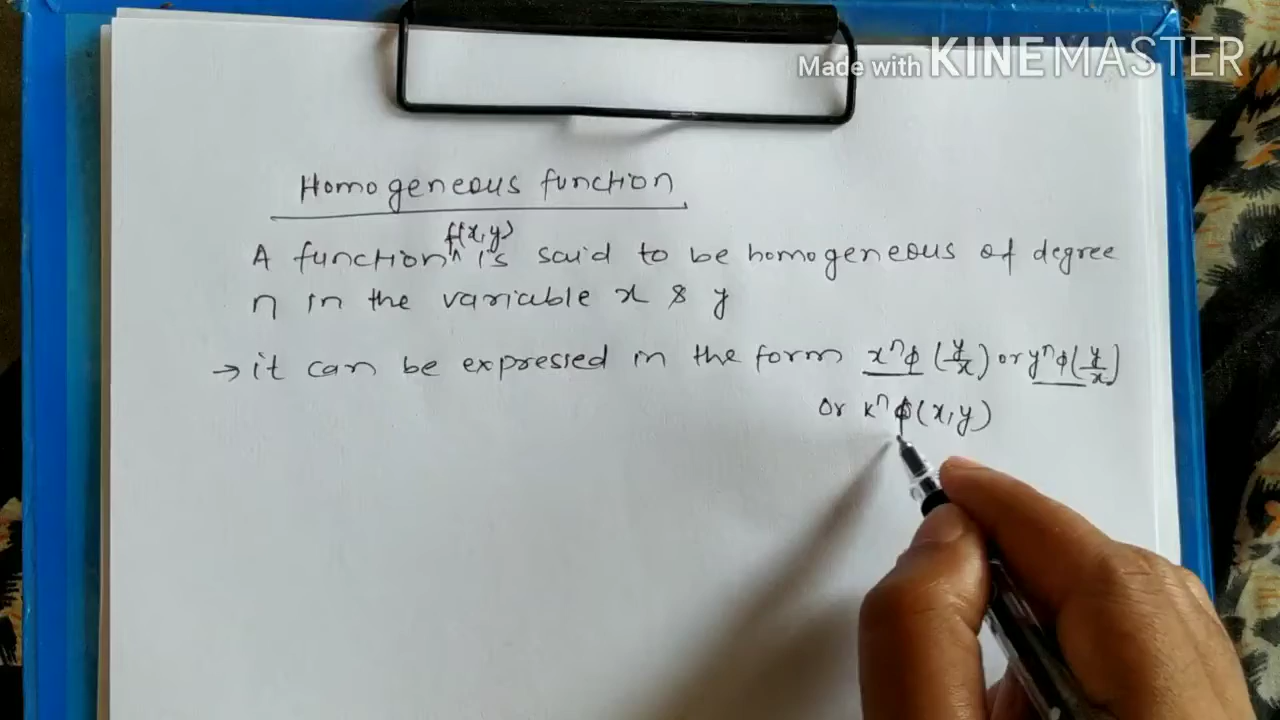 Made with KINEMASTER
Homogeneous function
f(x,y)
A function ^ is said to be homogeneous of degree
n in the variable x & y
→ it can be expressed in the form xⁿϕ (y/x) or yⁿϕ(y/x)
Or kⁿ ϕ(x,y)